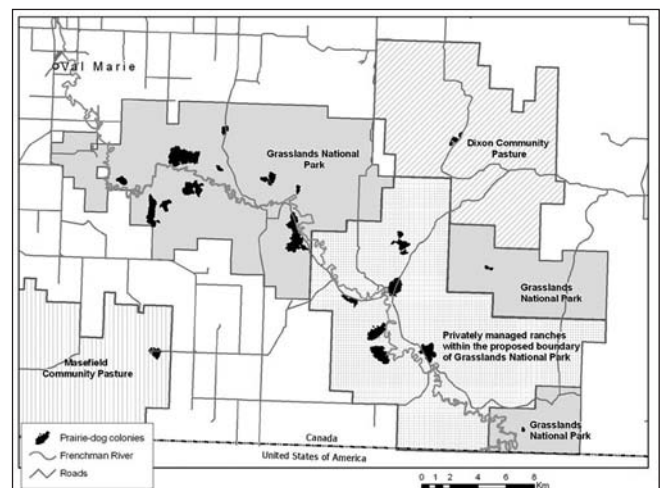 Val Marie
Grasslands National
Park
Dixon Community
Pasture
Grasslands
National Park
Privately managed ranches
within the proposed boundary
of Grasslands National Park
Masefield
Community Pasture
Grasslands
National Park
Prairie-dog colonies
Frenchman River
Roads
Canada
United States of America
0 1 2 4 6 8
Km